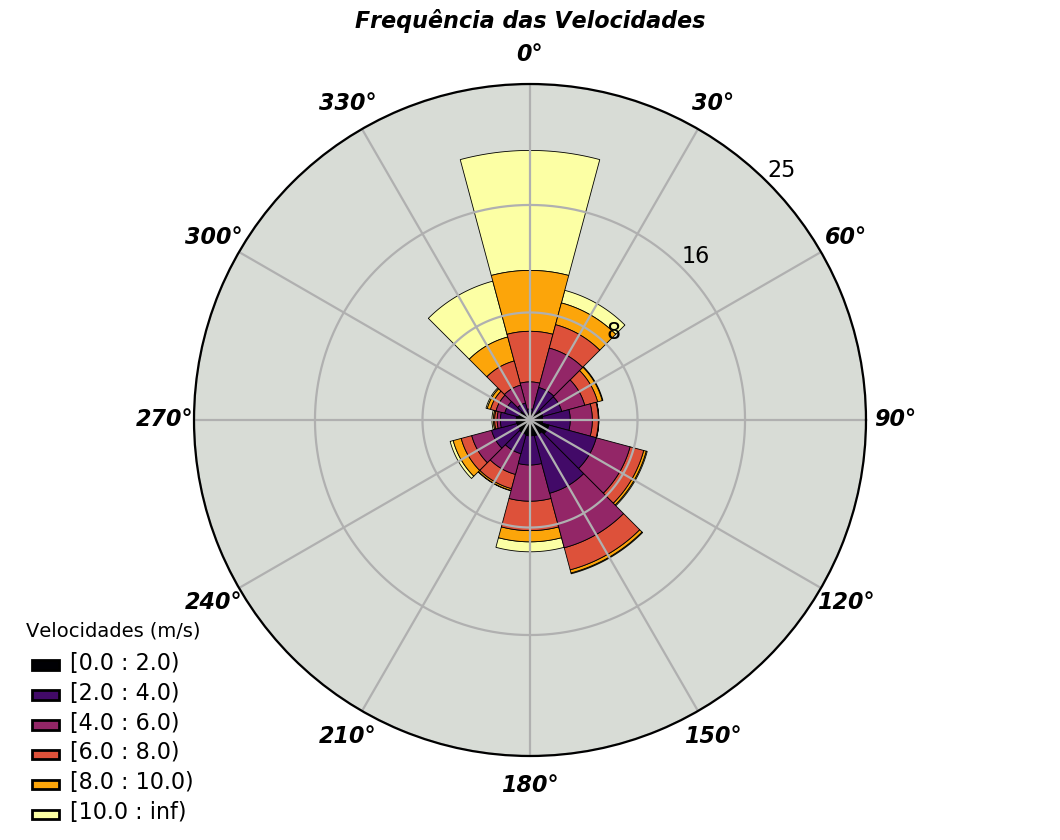 Frequência das Velocidades
0°
330°
30°
25
300°
60°
16
8
270°
90°
240°
120°
210°
150°
180°
Velocidades (m/s)
[0.0 : 2.0)
[2.0 : 4.0)
[4.0 : 6.0)
[6.0 : 8.0)
[8.0 : 10.0)
[10.0 : inf)